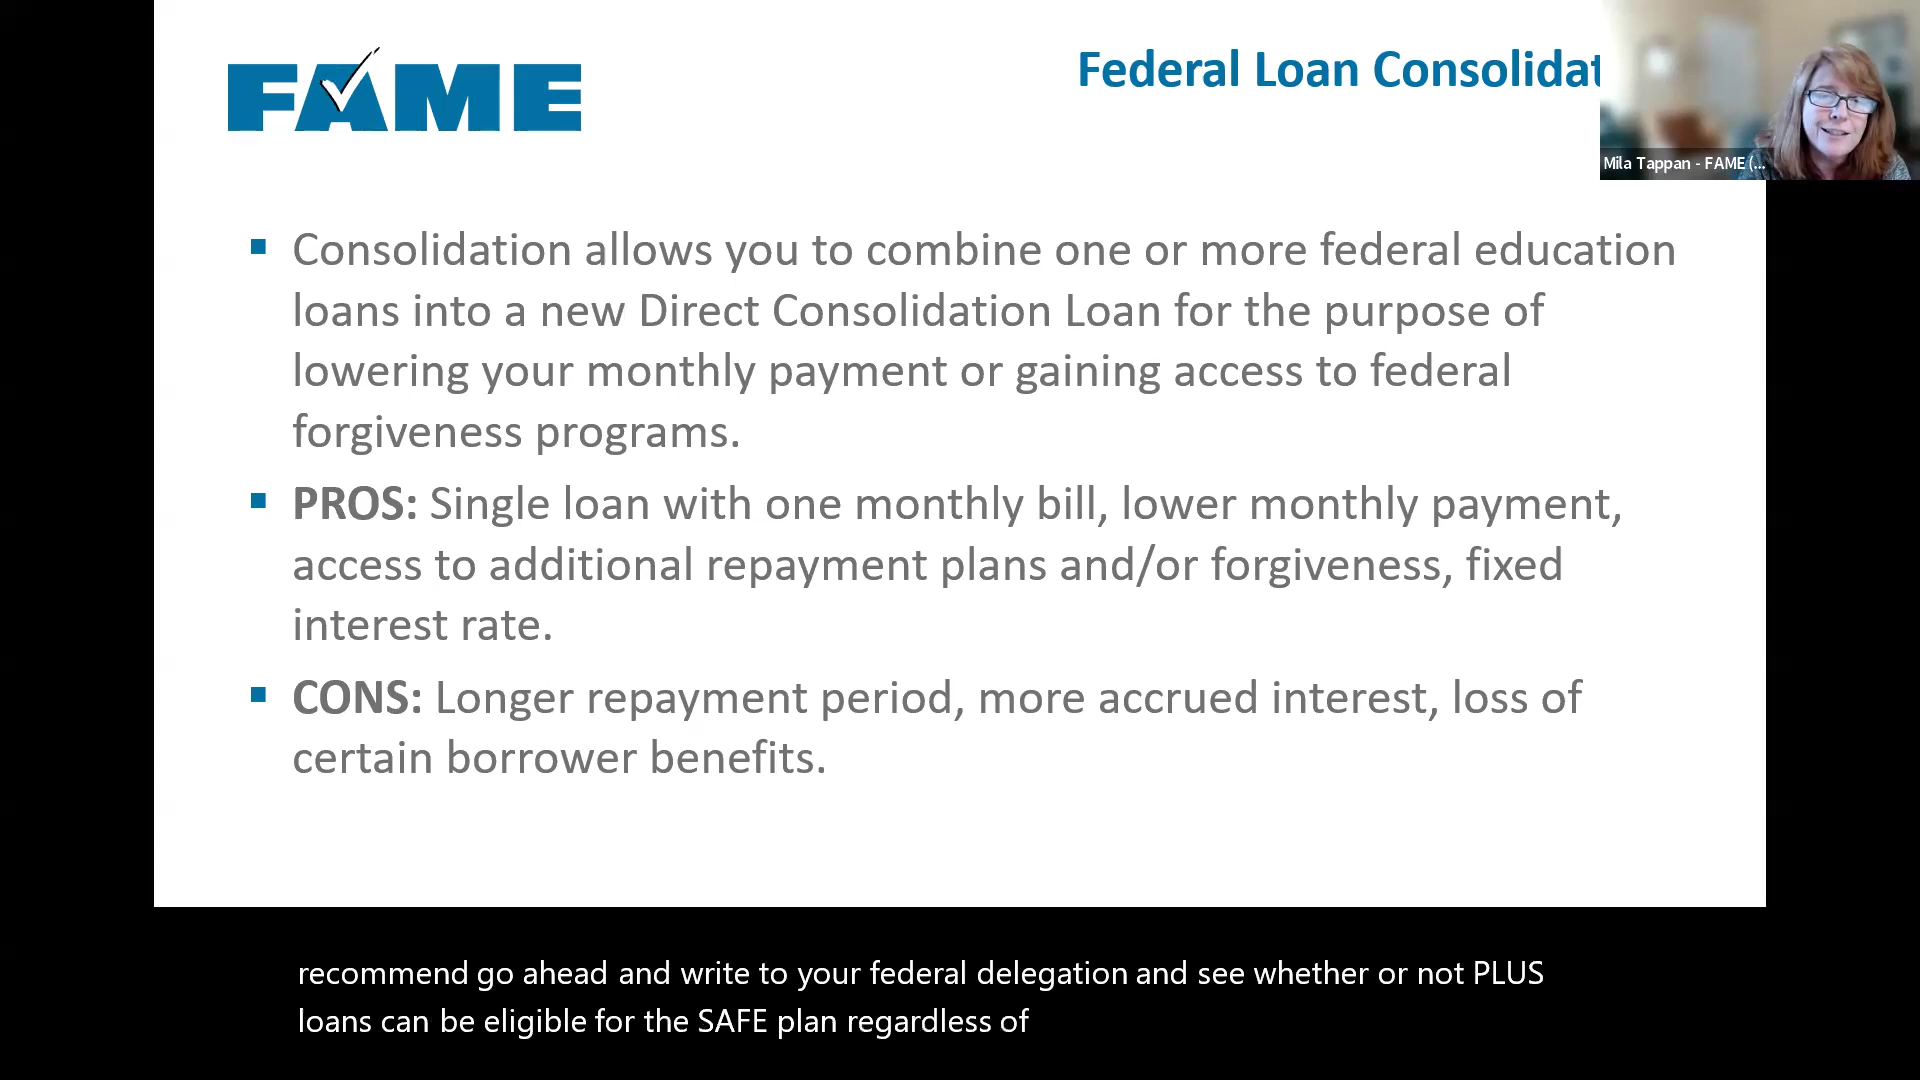 FAME
Federal Loan Consolidat
Mila Tappan - FAME (...
▪ Consolidation allows you to combine one or more federal education
loans into a new Direct Consolidation Loan for the purpose of
lowering your monthly payment or gaining access to federal
forgiveness programs.
▪ PROS: Single loan with one monthly bill, lower monthly payment,
access to additional repayment plans and/or forgiveness, fixed
interest rate.
▪ CONS: Longer repayment period, more accrued interest, loss of
certain borrower benefits.
recommend go ahead and write to your federal delegation and see whether or not PLUS
loans can be eligible for the SAFE plan regardless of